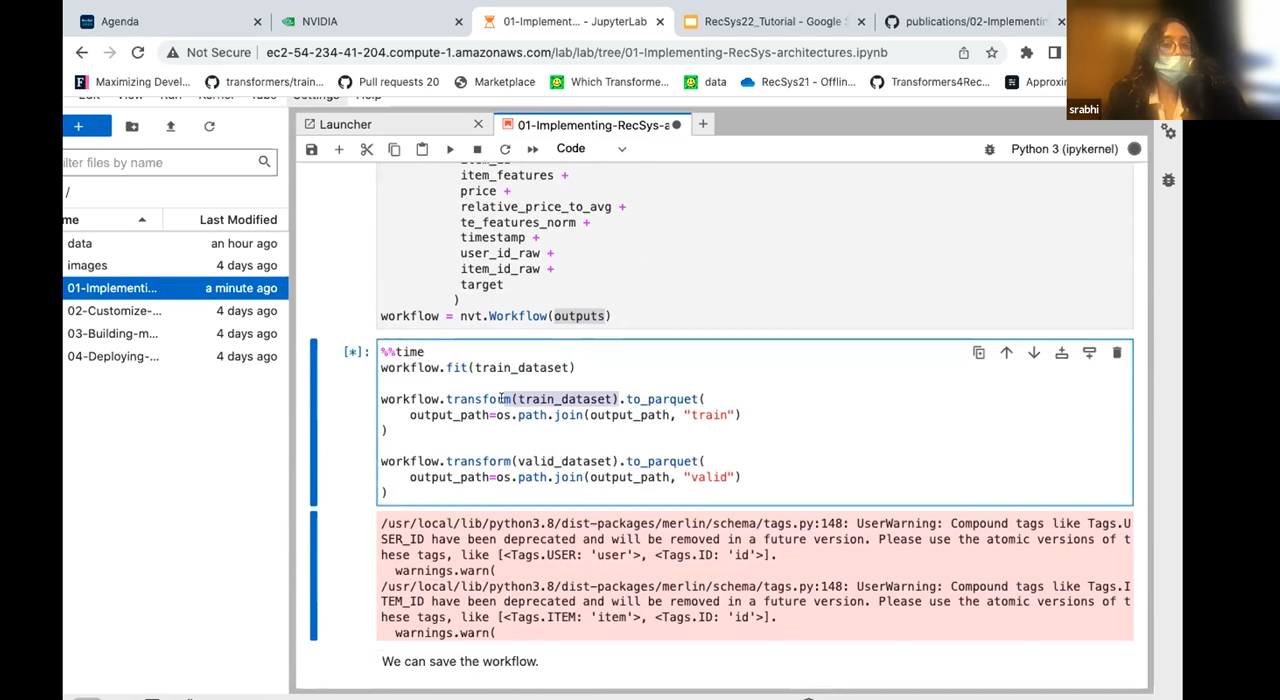 Agenda
NVIDIA
01-Implement... - JupyterLab
RecSys22_Tutorial - Google
publications/02-Implementin
Not Secure | ec2-54-234-41-204.compute-1.amazonaws.com/lab/lab/tree/01-Implementing-RecSys-architectures.ipynb
Maximizing Devel...
transformers/train...
Pull requests 20
Marketplace
Which Transforme...
data
RecSys21 - Offlin...
Transformers4Rec...
Approxin
srabhi
Launcher
01-Implementing-RecSys-a
Code
Python 3 (ipykernel)
ilter files by name
/
me
Last Modified
data an hour ago
images 4 days ago
01-Implementi... a minute ago
02-Customize-... 4 days ago
03-Building-m... 4 days ago
04-Deploying-... 4 days ago
item_features +
price +
relative_price_to_avg +
te_features_norm +
timestamp +
user_id_raw +
item_id_raw +
target
)
workflow = nvt.Workflow(outputs)
[*]:
%%time
workflow.fit(train_dataset)
workflow.transform(train_dataset).to_parquet(
output_path=os.path.join(output_path, "train")
)
workflow.transform(valid_dataset).to_parquet(
output_path=os.path.join(output_path, "valid")
)
/usr/local/lib/python3.8/dist-packages/merlin/schema/tags.py:148: UserWarning: Compound tags like Tags.U
SER_ID have been deprecated and will be removed in a future version. Please use the atomic versions of t
hese tags, like [<Tags.USER: 'user'>, <Tags.ID: 'id'>].
warnings.warn(
/usr/local/lib/python3.8/dist-packages/merlin/schema/tags.py:148: UserWarning: Compound tags like Tags.I
TEM_ID have been deprecated and will be removed in a future version. Please use the atomic versions of t
hese tags, like [<Tags.ITEM: 'item'>, <Tags.ID: 'id'>].
warnings.warn(
We can save the workflow.